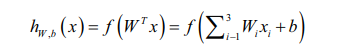 h_{W,b}(x) = f(W^T x) = f(∑_{i−1}^{3} W_i x_i + b)